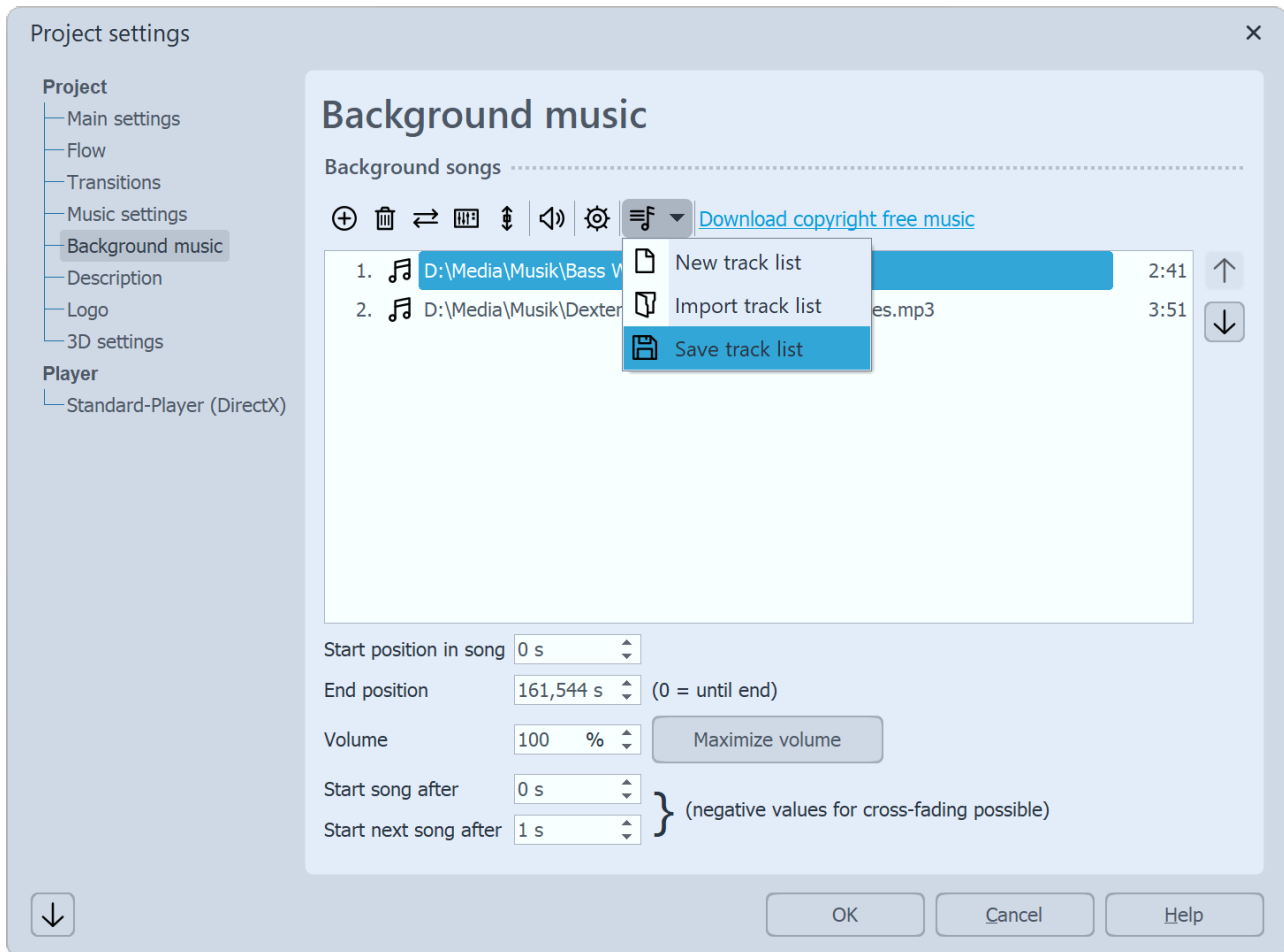 Project settings
Project
Main settings
Flow
Transitions
Music settings
Background music
Description
Logo
3D settings
Player
Standard-Player (DirectX)
Background music
Background songs
Download copyright free music
New track list
Import track list
Save track list
1. D:\Media\Musik\Bass 2:41
2. D:\Media\Musik\Dexter es.mp3 3:51
Start position in song 0 s
End position 161,544 s (0 = until end)
Volume 100 % Maximize volume
Start song after 0 s
} (negative values for cross-fading possible)
Start next song after 1 s
OK Cancel Help